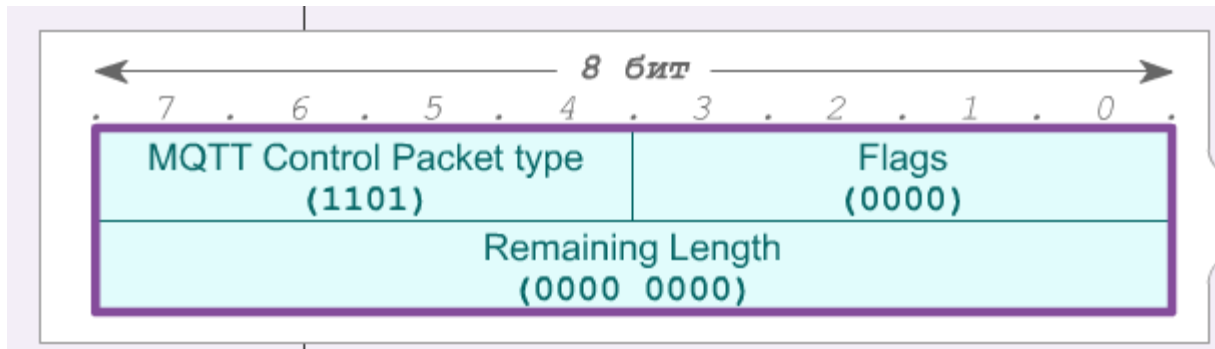 8 бит
. 7 . 6 . 5 . 4 . 3 . 2 . 1 . 0 .
MQTT Control Packet type
(1101)
Flags
(0000)
Remaining Length
(0000 0000)